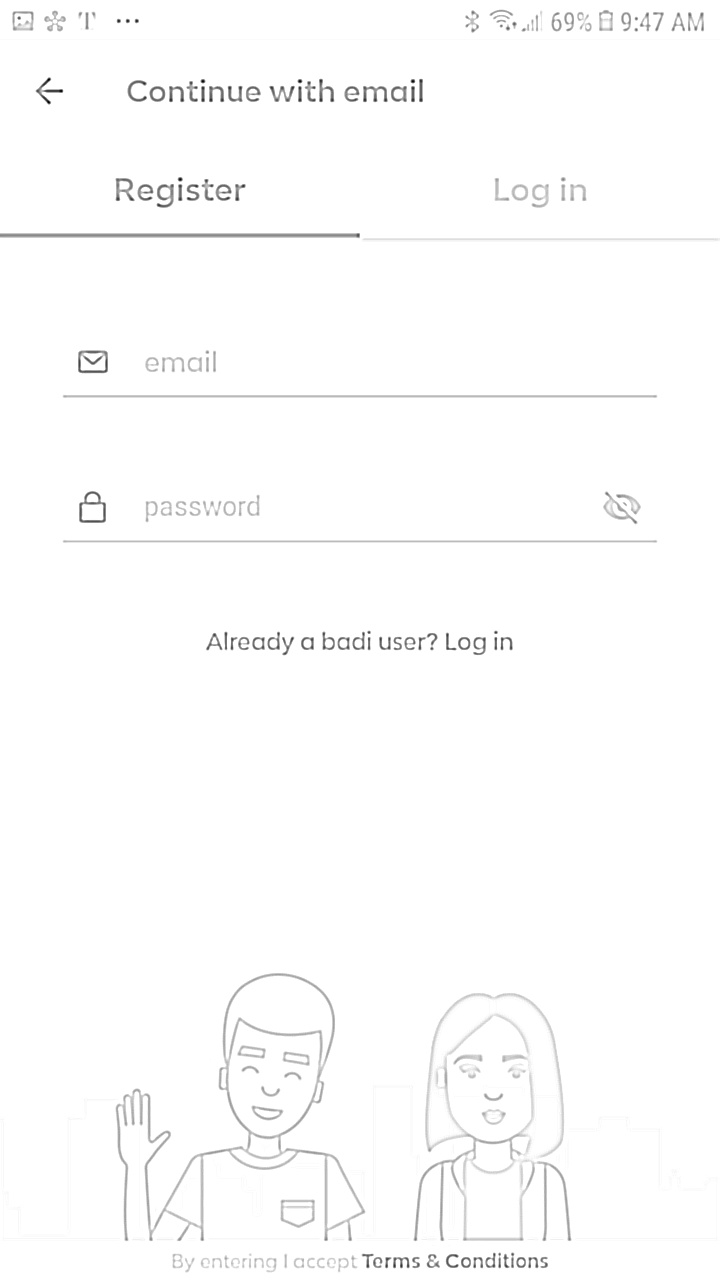 69% 9:47 AM
Continue with email
Register Log in
email
password
Already a badi user? Log in
By entering I accept Terms & Conditions